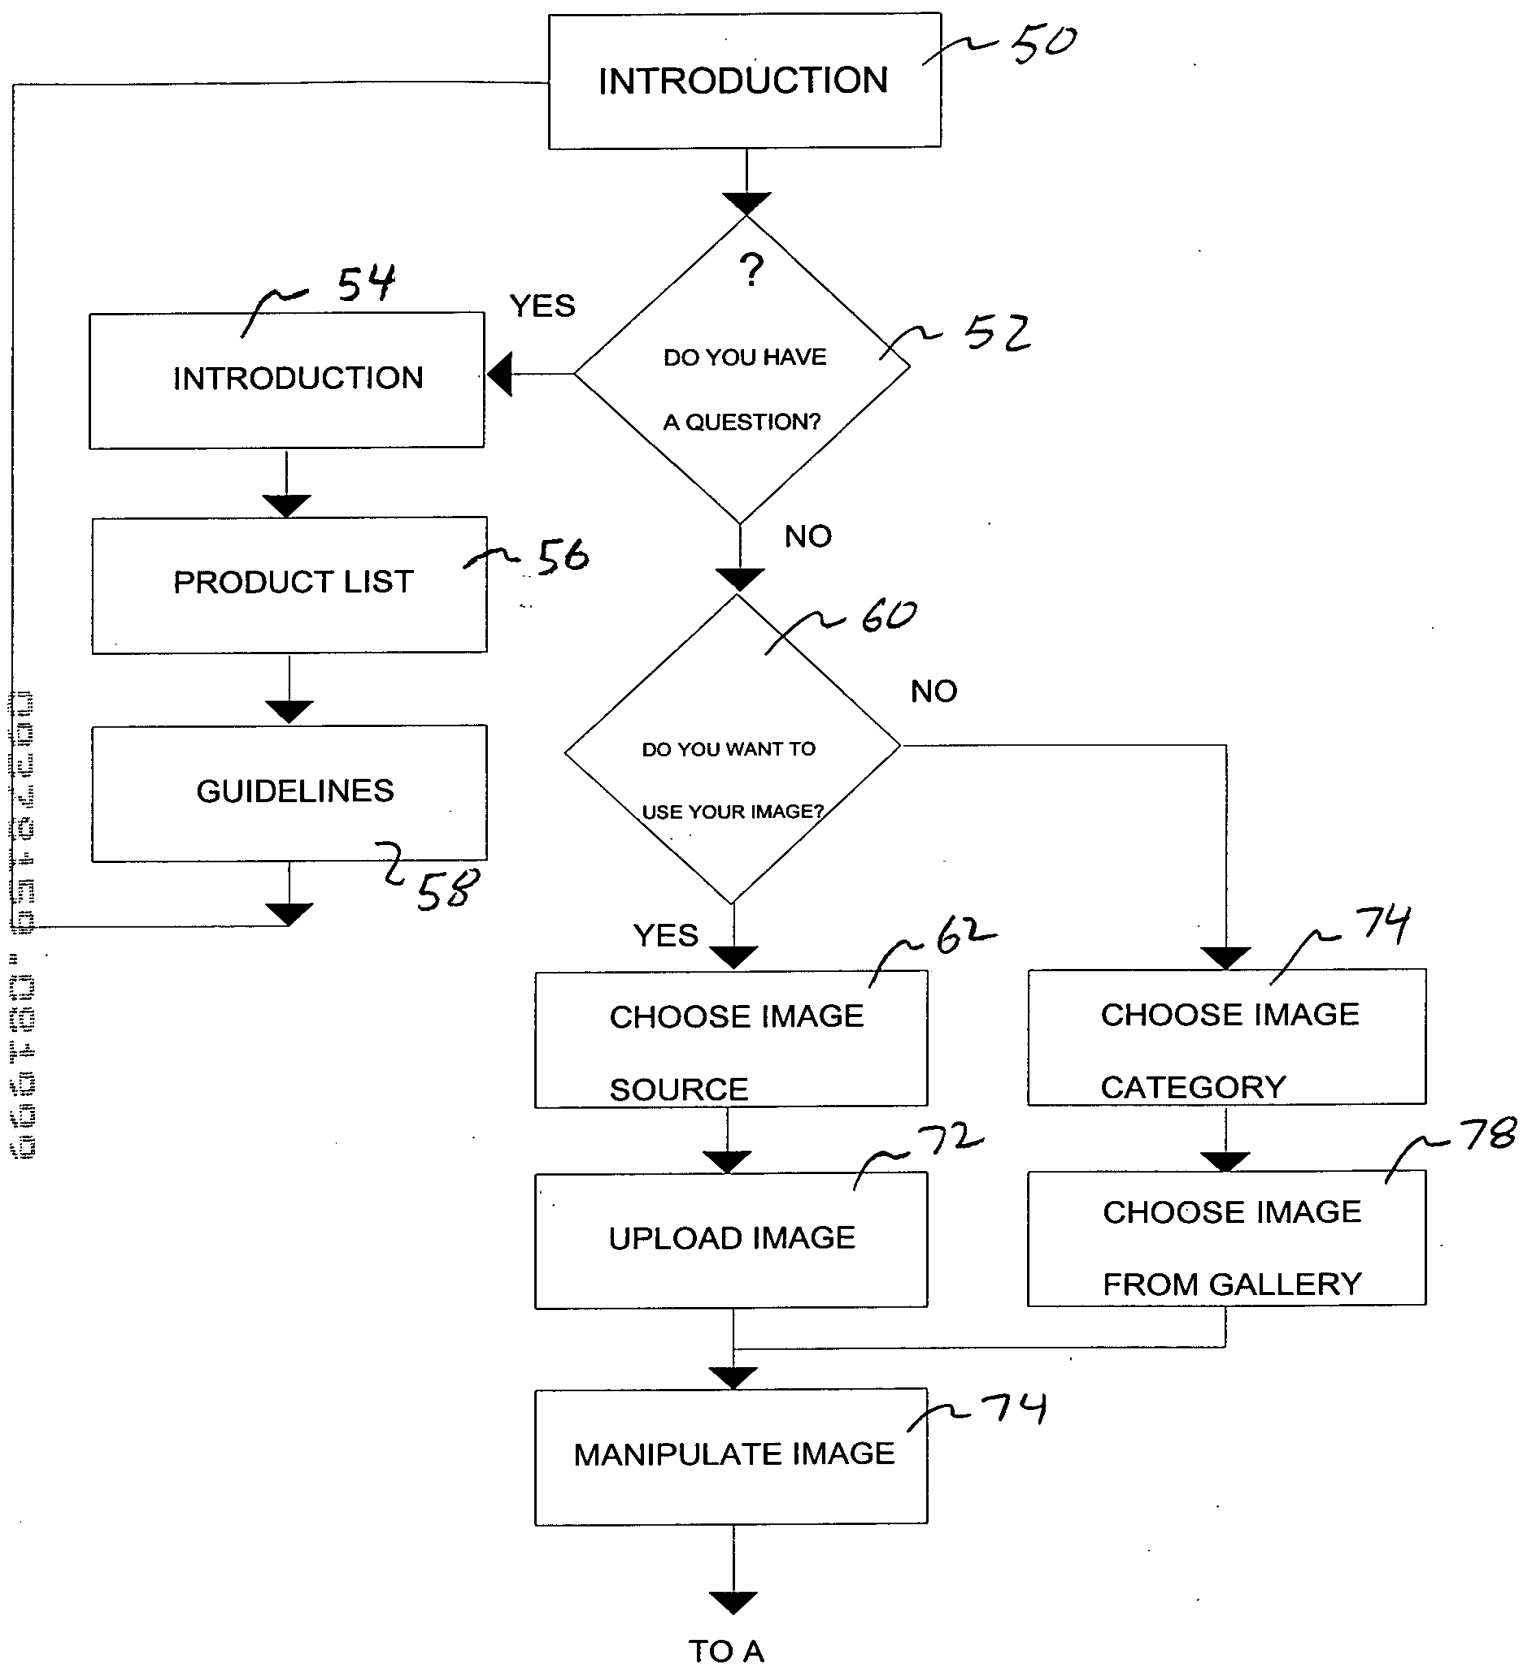 INTRODUCTION
50
?
DO YOU HAVE
A QUESTION?
52
YES
54
INTRODUCTION
NO
PRODUCT LIST
56
60
DO YOU WANT TO
USE YOUR IMAGE?
NO
GUIDELINES
58
YES
62
CHOOSE IMAGE
SOURCE
74
CHOOSE IMAGE
CATEGORY
72
UPLOAD IMAGE
78
CHOOSE IMAGE
FROM GALLERY
MANIPULATE IMAGE
74
TO A